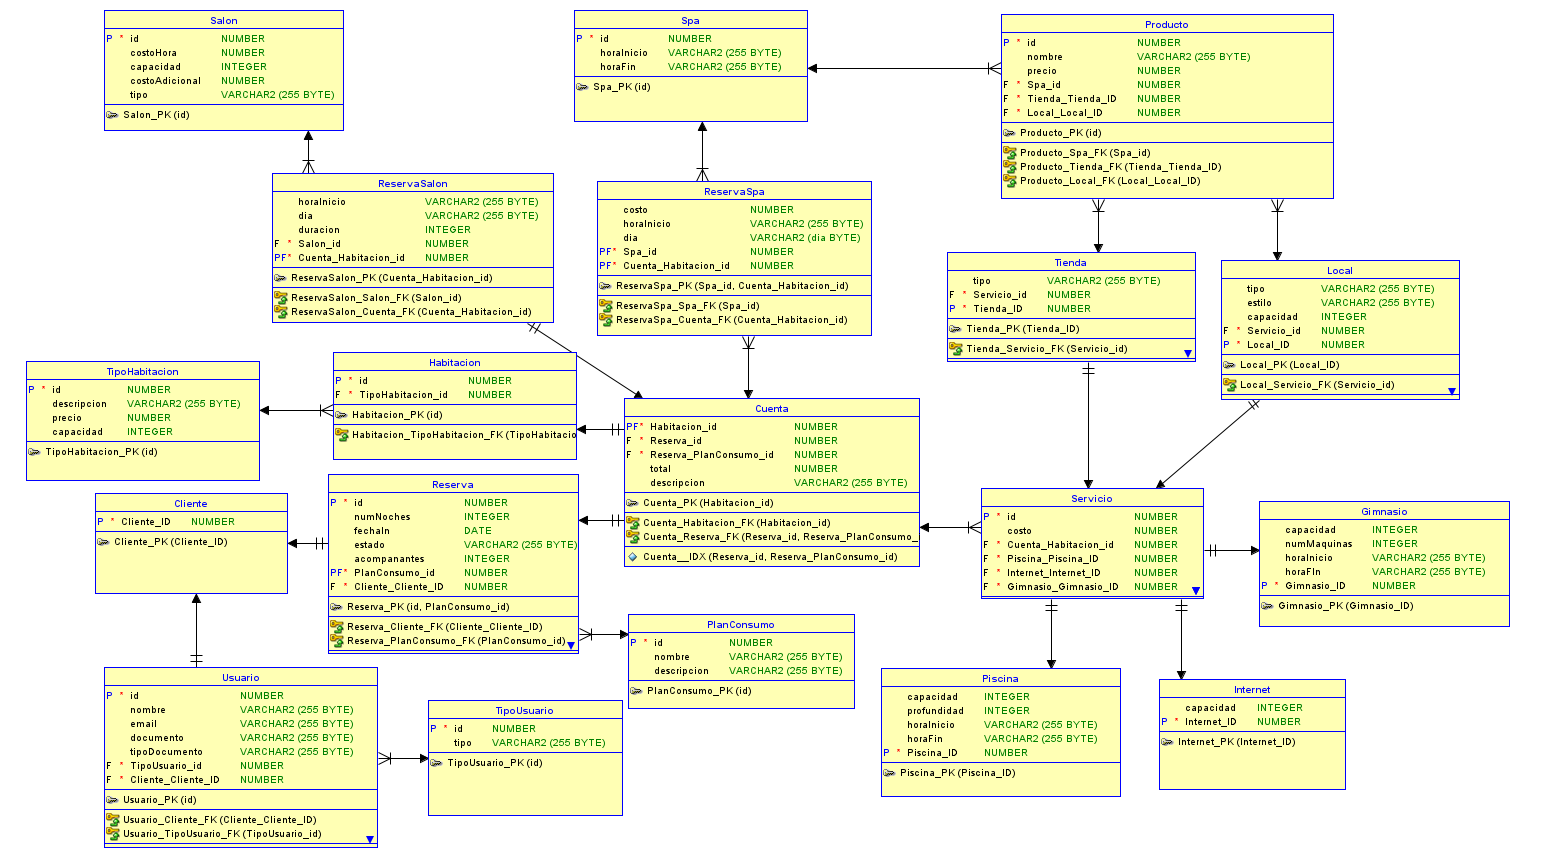 Salon
P * id NUMBER
costoHora NUMBER
capacidad INTEGER
costoAdicional NUMBER
tipo VARCHAR2 (255 BYTE)
Salon_PK (id)
Spa
P * id NUMBER
horaInicio VARCHAR2 (255 BYTE)
horaFin VARCHAR2 (255 BYTE)
Spa_PK (id)
Producto
P * id NUMBER
nombre VARCHAR2 (255 BYTE)
precio NUMBER
F * Spa_id NUMBER
F * Tienda_Tienda_ID NUMBER
F * Local_Local_ID NUMBER
Producto_PK (id)
Producto_Spa_FK (Spa_id)
Producto_Tienda_FK (Tienda_Tienda_ID)
Producto_Local_FK (Local_Local_ID)
ReservaSalon
horaInicio VARCHAR2 (255 BYTE)
dia VARCHAR2 (255 BYTE)
duracion INTEGER
F * Salon_id NUMBER
PF* Cuenta_Habitacion_id NUMBER
ReservaSalon_PK (Cuenta_Habitacion_id)
ReservaSalon_Salon_FK (Salon_id)
ReservaSalon_Cuenta_FK (Cuenta_Habitacion_id)
ReservaSpa
costo NUMBER
horaInicio VARCHAR2 (255 BYTE)
dia VARCHAR2 (dia BYTE)
PF* Spa_id NUMBER
PF* Cuenta_Habitacion_id NUMBER
ReservaSpa_PK (Spa_id, Cuenta_Habitacion_id)
ReservaSpa_Spa_FK (Spa_id)
ReservaSpa_Cuenta_FK (Cuenta_Habitacion_id)
Tienda
tipo VARCHAR2 (255 BYTE)
F * Servicio_id NUMBER
P * Tienda_ID NUMBER
Tienda_PK (Tienda_ID)
Tienda_Servicio_FK (Servicio_id)
Local
tipo VARCHAR2 (255 BYTE)
estilo VARCHAR2 (255 BYTE)
capacidad INTEGER
F * Servicio_id NUMBER
P * Local_ID NUMBER
Local_PK (Local_ID)
Local_Servicio_FK (Servicio_id)
TipoHabitacion
P * id NUMBER
descripcion VARCHAR2 (255 BYTE)
precio NUMBER
capacidad INTEGER
TipoHabitacion_PK (id)
Habitacion
P * id NUMBER
F * TipoHabitacion_id NUMBER
Habitacion_PK (id)
Habitacion_TipoHabitacion_FK (TipoHabitacio
Cuenta
PF* Habitacion_id NUMBER
F * Reserva_id NUMBER
F * Reserva_PlanConsumo_id NUMBER
total NUMBER
descripcion VARCHAR2 (255 BYTE)
Cuenta_PK (Habitacion_id)
Cuenta_Habitacion_FK (Habitacion_id)
Cuenta_Reserva_FK (Reserva_id, Reserva_PlanConsumo_
Cuenta__IDX (Reserva_id, Reserva_PlanConsumo_id)
Cliente
P * Cliente_ID NUMBER
Cliente_PK (Cliente_ID)
Reserva
P * id NUMBER
numNoches INTEGER
fechaIn DATE
estado VARCHAR2 (255 BYTE)
acompanantes INTEGER
PF* PlanConsumo_id NUMBER
F * Cliente_Cliente_ID NUMBER
Reserva_PK (id, PlanConsumo_id)
Reserva_Cliente_FK (Cliente_Cliente_ID)
Reserva_PlanConsumo_FK (PlanConsumo_id)
Servicio
P * id NUMBER
costo NUMBER
F * Cuenta_Habitacion_id NUMBER
F * Piscina_Piscina_ID NUMBER
F * Internet_Internet_ID NUMBER
F * Gimnasio_Gimnasio_ID NUMBER
Gimnasio
capacidad INTEGER
numMaquinas INTEGER
horaInicio VARCHAR2 (255 BYTE)
horaFIn VARCHAR2 (255 BYTE)
P * Gimnasio_ID NUMBER
Gimnasio_PK (Gimnasio_ID)
PlanConsumo
P * id NUMBER
nombre VARCHAR2 (255 BYTE)
descripcion VARCHAR2 (255 BYTE)
PlanConsumo_PK (id)
Usuario
P * id NUMBER
nombre VARCHAR2 (255 BYTE)
email VARCHAR2 (255 BYTE)
documento VARCHAR2 (255 BYTE)
tipoDocumento VARCHAR2 (255 BYTE)
F * TipoUsuario_id NUMBER
F * Cliente_Cliente_ID NUMBER
Usuario_PK (id)
Usuario_Cliente_FK (Cliente_Cliente_ID)
Usuario_TipoUsuario_FK (TipoUsuario_id)
TipoUsuario
P * id NUMBER
tipo VARCHAR2 (255 BYTE)
TipoUsuario_PK (id)
Piscina
capacidad INTEGER
profundidad INTEGER
horaInicio VARCHAR2 (255 BYTE)
horaFin VARCHAR2 (255 BYTE)
P * Piscina_ID NUMBER
Piscina_PK (Piscina_ID)
Internet
capacidad INTEGER
P * Internet_ID NUMBER
Internet_PK (Internet_ID)